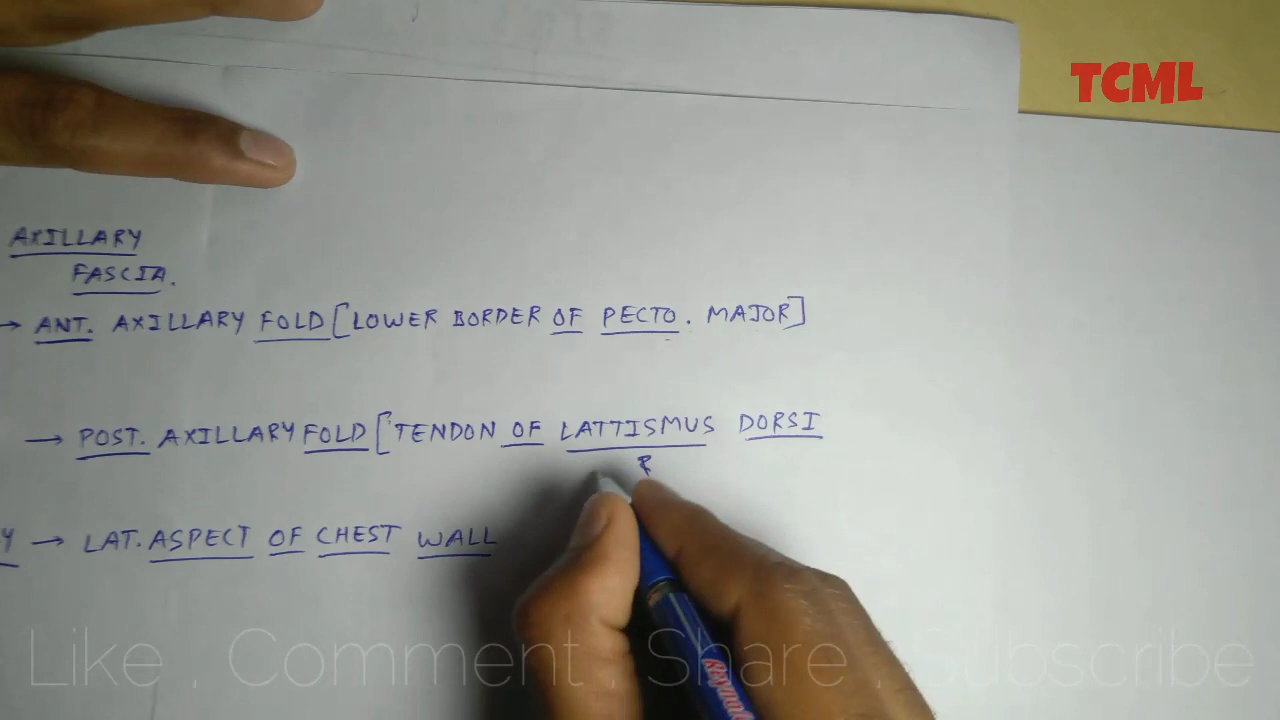 TCML
AXILLARY
FASCIA.
→ ANT. AXILLARY FOLD [LOWER BORDER OF PECTO. MAJOR]
→ POST. AXILLARY FOLD [TENDON OF LATTISMUS DORSI
Y → LAT. ASPECT OF CHEST WALL
Like . Comment . Share . Subscribe